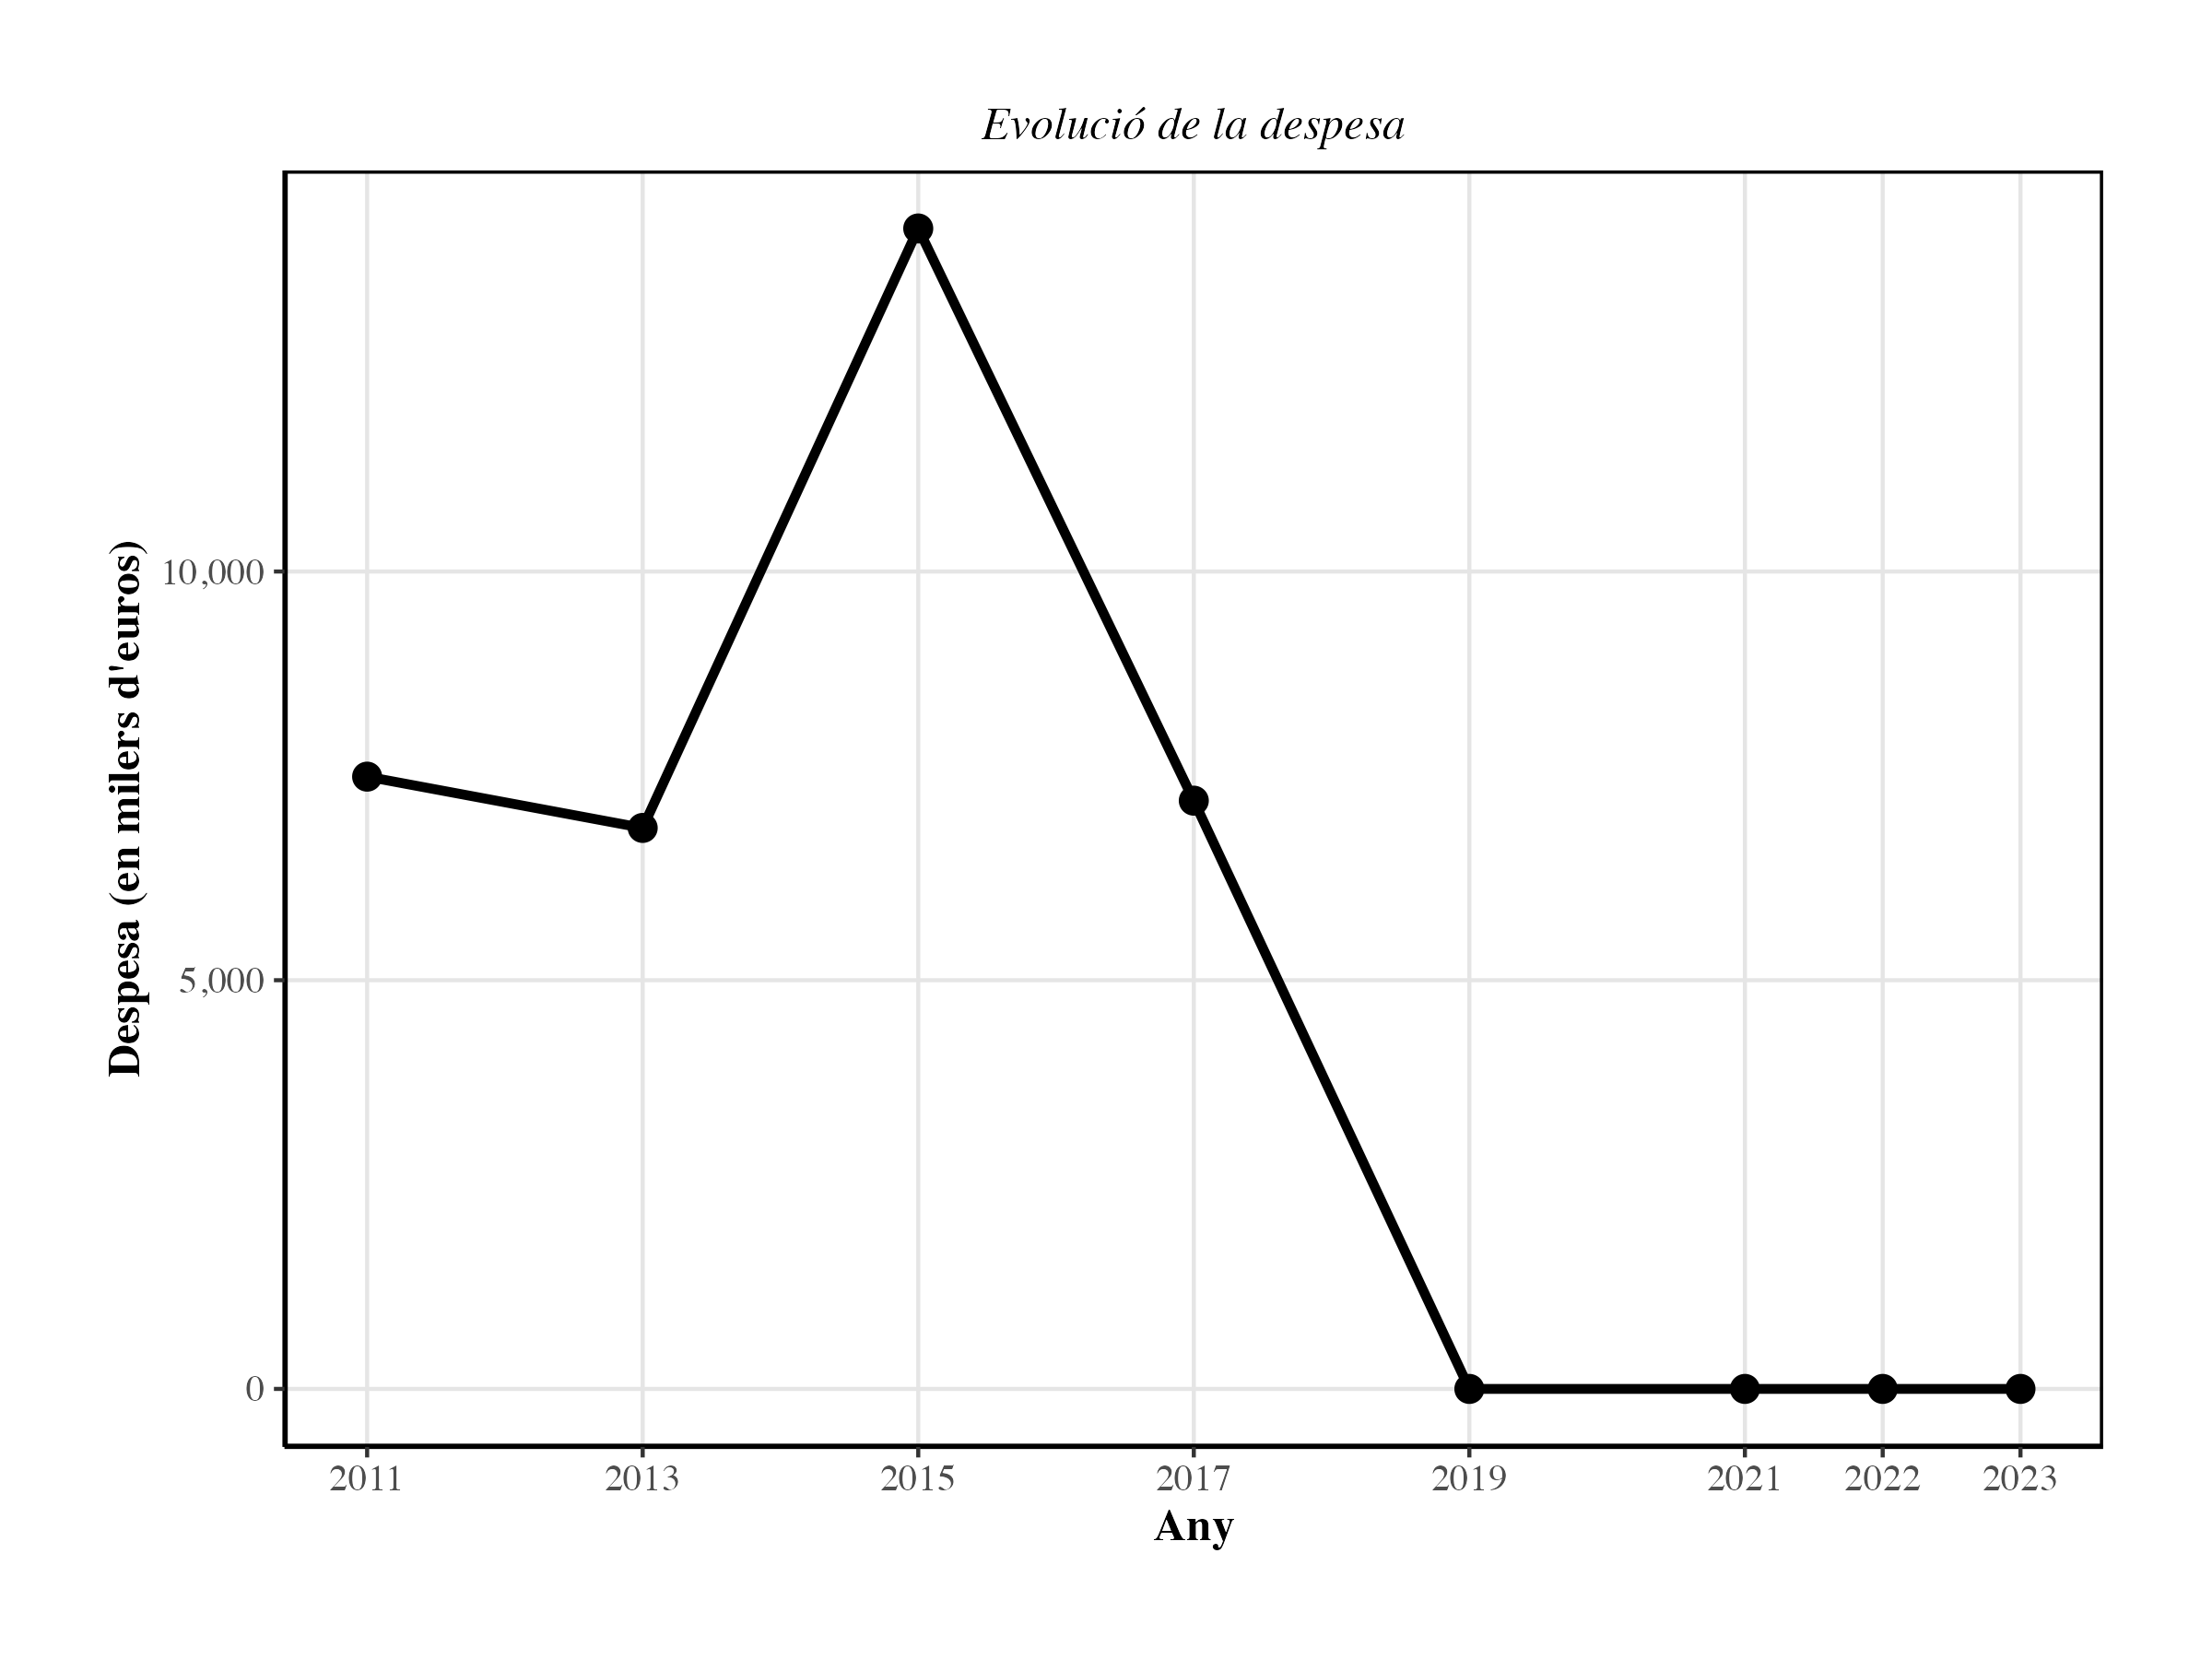 Evolució de la despesa
Despesa (en milers d'euros)
10,000
5,000
0
2011 2013 2015 2017 2019 2021 2022 2023
Any